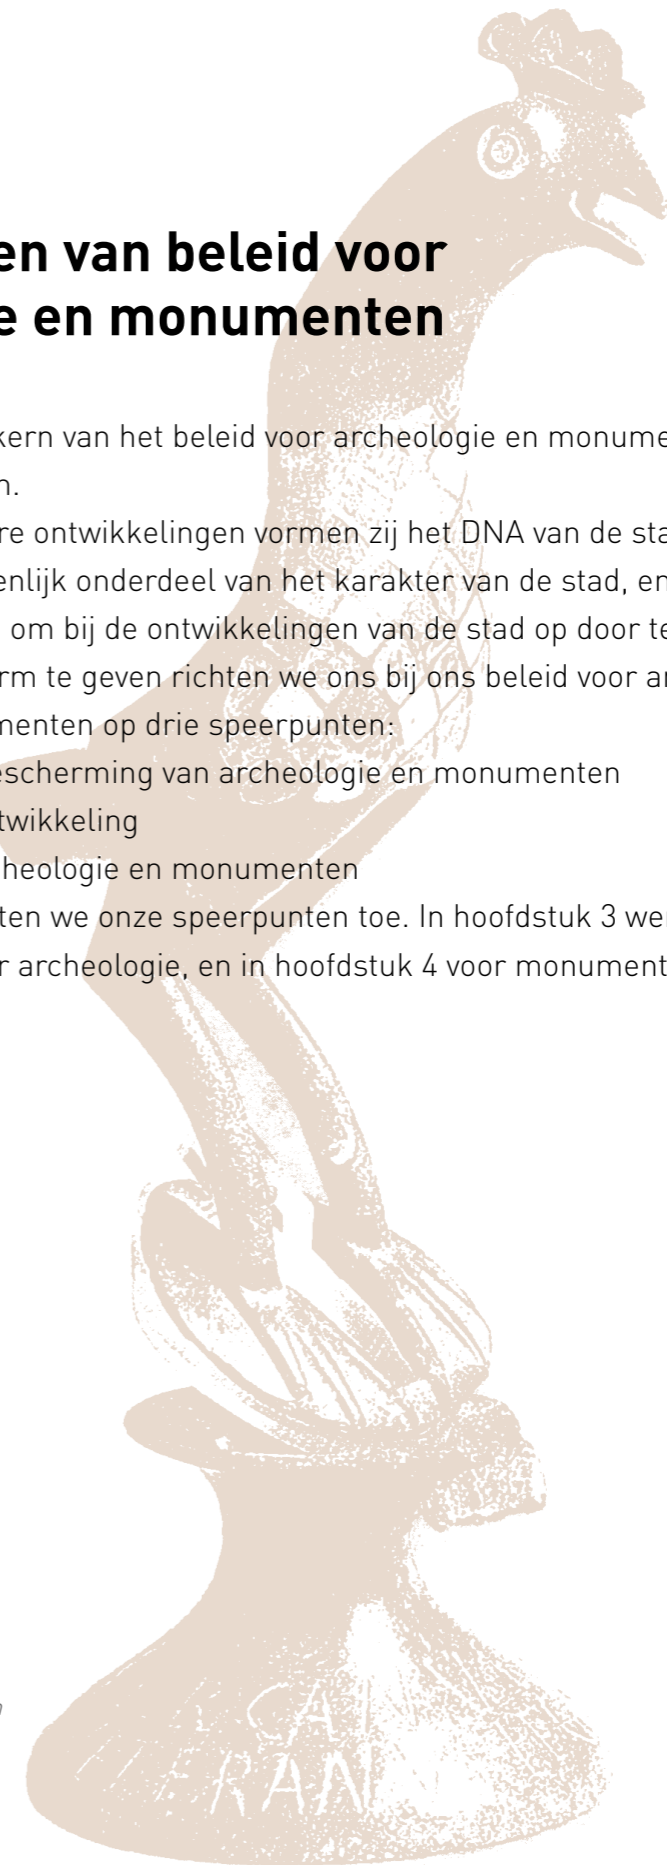 en van beleid voor
e en monumenten
kern van het beleid voor archeologie en monume
n.
re ontwikkelingen vormen zij het DNA van de sta
enlijk onderdeel van het karakter van de stad, en
om bij de ontwikkelingen van de stad op door te
rm te geven richten we ons bij ons beleid voor ar
menten op drie speerpunten:
escherming van archeologie en monumenten
twikkeling
heologie en monumenten
ten we onze speerpunten toe. In hoofdstuk 3 wer
r archeologie, en in hoofdstuk 4 voor monument
CAI
FRAN